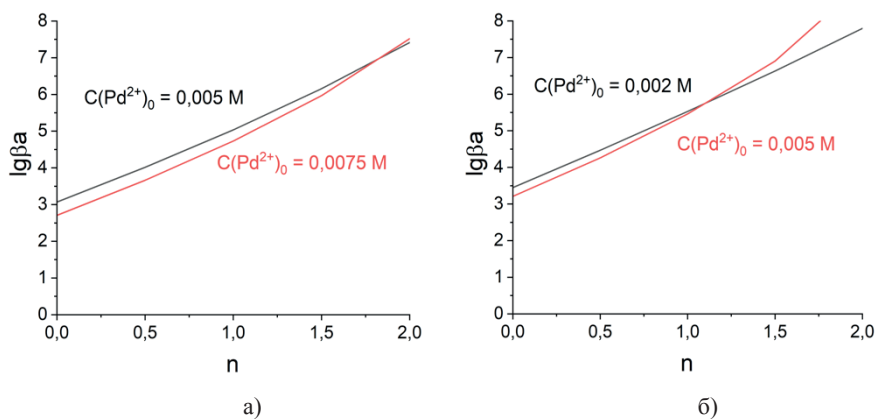 8
7
6
5
4
3
2
1
0
lgβa
C(Pd²⁺)₀ = 0,005 M
C(Pd²⁺)₀ = 0,0075 M
0,0 0,5 1,0 1,5 2,0
n
а)
8
7
6
5
4
3
2
1
0
lgβa
C(Pd²⁺)₀ = 0,002 M
C(Pd²⁺)₀ = 0,005 M
0,0 0,5 1,0 1,5 2,0
n
б)